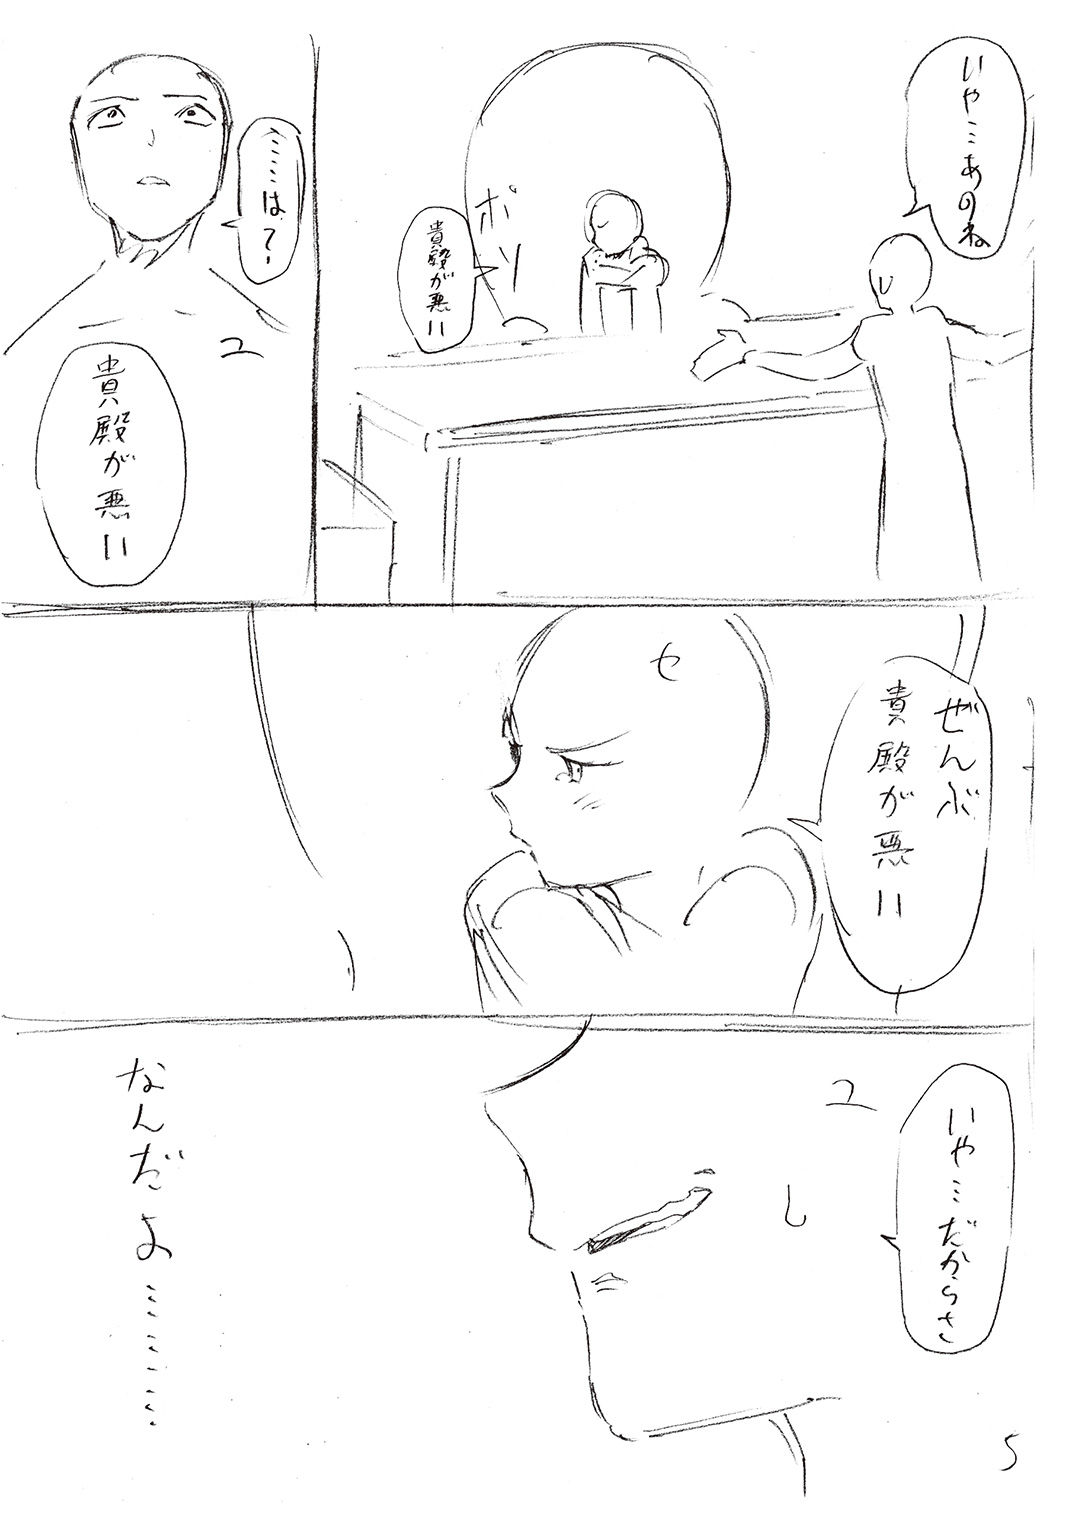 いや…あのね
ポソ
貴殿が悪い
……は？
ユ
貴殿が悪い
セ
ぜんぶ
貴殿が悪い
いや…だからさ
ユ
し
なんだよ……………
5